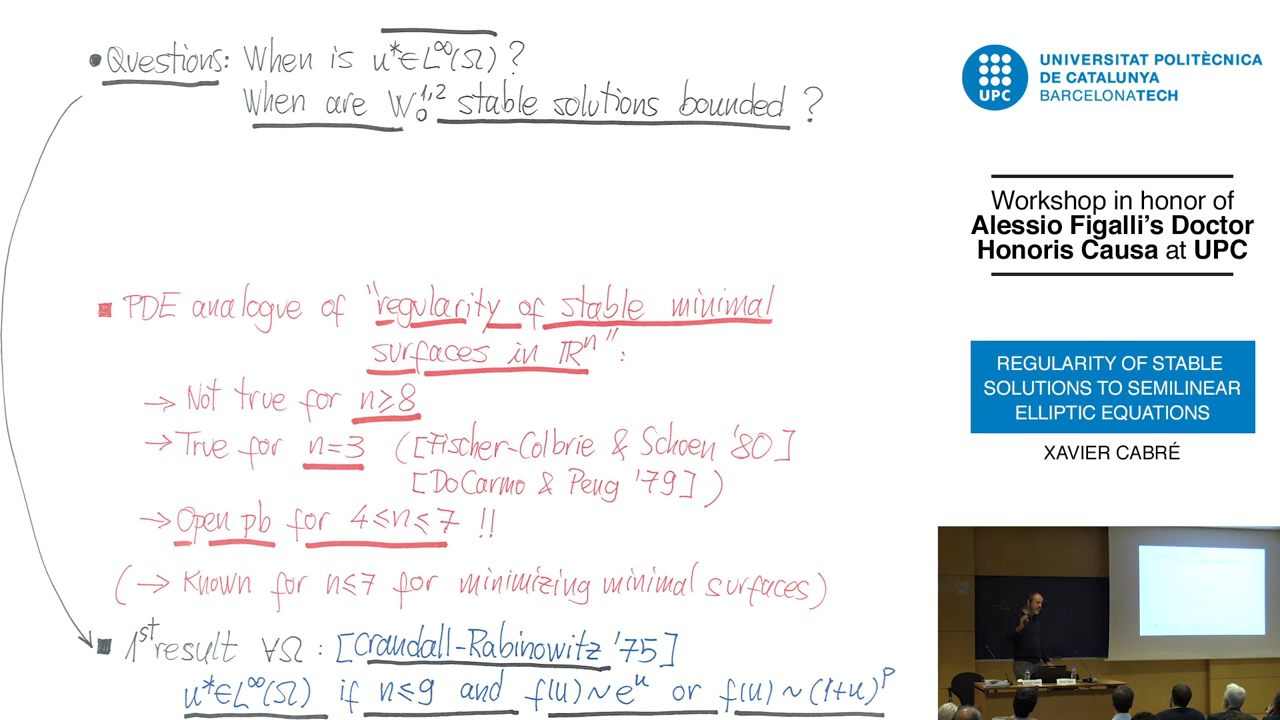 • Questions: When is u* ∈ L^∞(Ω) ?
When are W_0^{1,2} stable solutions bounded ?
▪ PDE analogue of "regularity of stable minimal
surfaces in ℝ^n":
→ Not true for n≥8
→ True for n=3 ([Fischer-Colbrie & Schoen '80]
[DoCarmo & Peng '79])
→ Open pb for 4≤n≤7 !!
(→ Known for n≤7 for minimizing minimal surfaces)
▪ 1st result ∀Ω: [Crandall-Rabinowitz '75]
u* ∈ L^∞(Ω) if n≤9 and f(u)~e^u or f(u)~(1+u)^p
UPC
UNIVERSITAT POLITÈCNICA
DE CATALUNYA
BARCELONATECH
Workshop in honor of
Alessio Figalli's Doctor
Honoris Causa at UPC
REGULARITY OF STABLE
SOLUTIONS TO SEMILINEAR
ELLIPTIC EQUATIONS
XAVIER CABRÉ